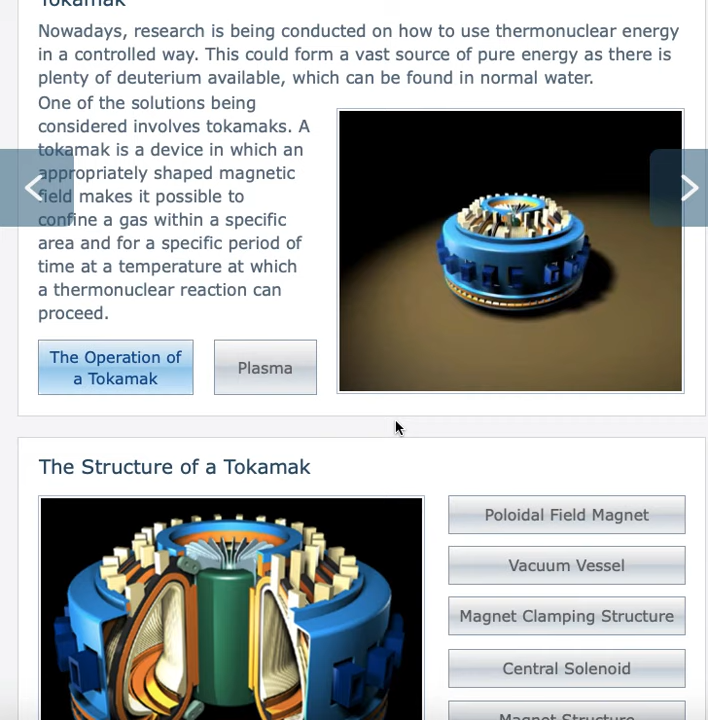 Tokamak
Nowadays, research is being conducted on how to use thermonuclear energy
in a controlled way. This could form a vast source of pure energy as there is
plenty of deuterium available, which can be found in normal water.
One of the solutions being
considered involves tokamaks. A
tokamak is a device in which an
appropriately shaped magnetic
field makes it possible to
confine a gas within a specific
area and for a specific period of
time at a temperature at which
a thermonuclear reaction can
proceed.
The Operation of
a Tokamak
Plasma
The Structure of a Tokamak
Poloidal Field Magnet
Vacuum Vessel
Magnet Clamping Structure
Central Solenoid
Magnet Structure